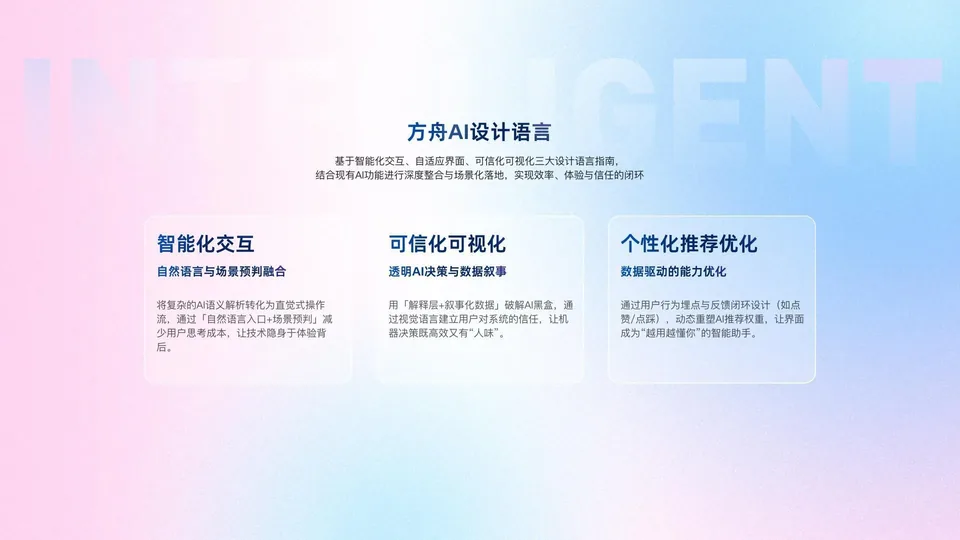 INTELLIGENT
方舟AI设计语言
基于智能化交互、自适应界面、可信化可视化三大设计语言指南，
结合现有AI功能进行深度整合与场景化落地，实现效率、体验与信任的闭环
智能化交互
自然语言与场景预判融合
将复杂的AI语义解析转化为直觉式操作
流，通过「自然语言入口+场景预判」减
少用户思考成本，让技术隐身于体验背
后。
可信化可视化
透明AI决策与数据叙事
用「解释层+叙事化数据」破解AI黑盒，通
过视觉语言建立用户对系统的信任，让机
器决策既高效又有“人味”。
个性化推荐优化
数据驱动的能力优化
通过用户行为埋点与反馈闭环设计（如点
赞/点踩），动态重塑AI推荐权重，让界面
成为“越用越懂你”的智能助手。